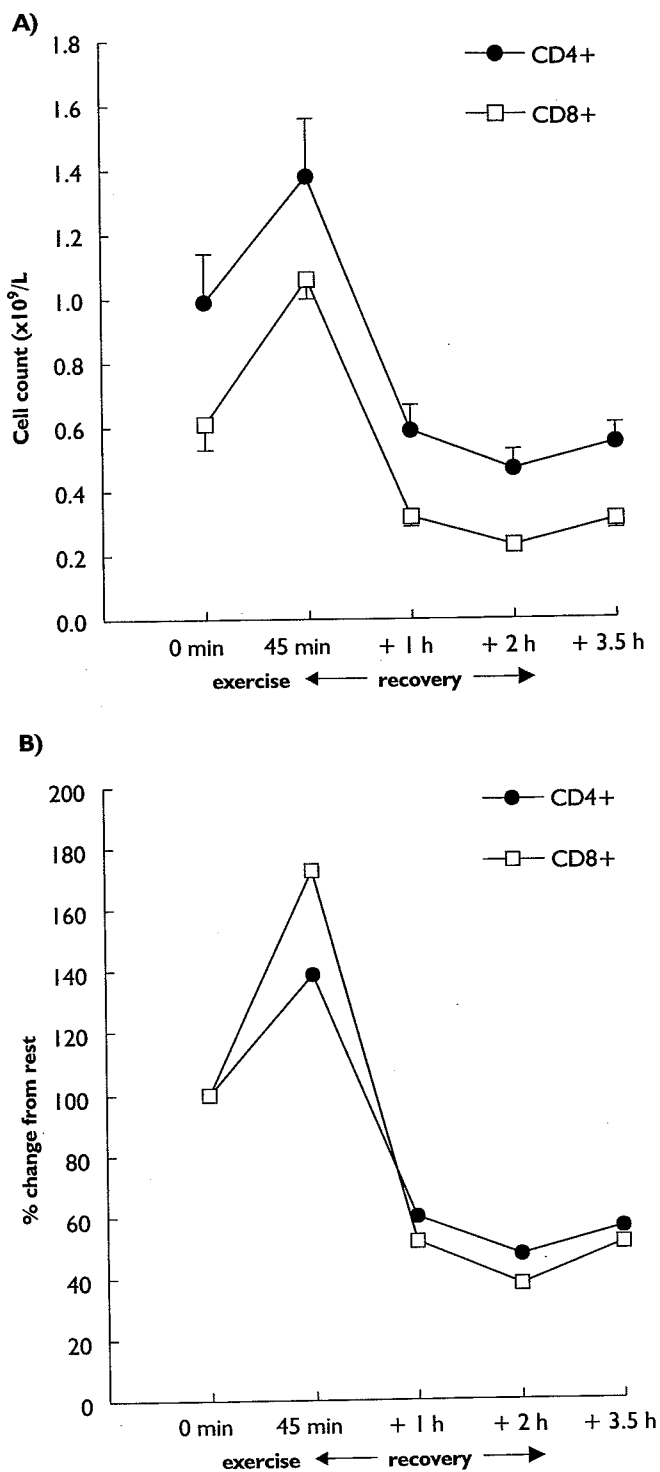 A)
1.8
1.6
1.4
1.2
1.0
0.8
0.6
0.4
0.2
0.0
Cell count (x10⁹/L)
CD4+
CD8+
0 min 45 min + 1 h + 2 h + 3.5 h
exercise recovery
B)
200
180
160
140
120
100
80
60
40
20
0
% change from rest
CD4+
CD8+
0 min 45 min + 1 h + 2 h + 3.5 h
exercise recovery